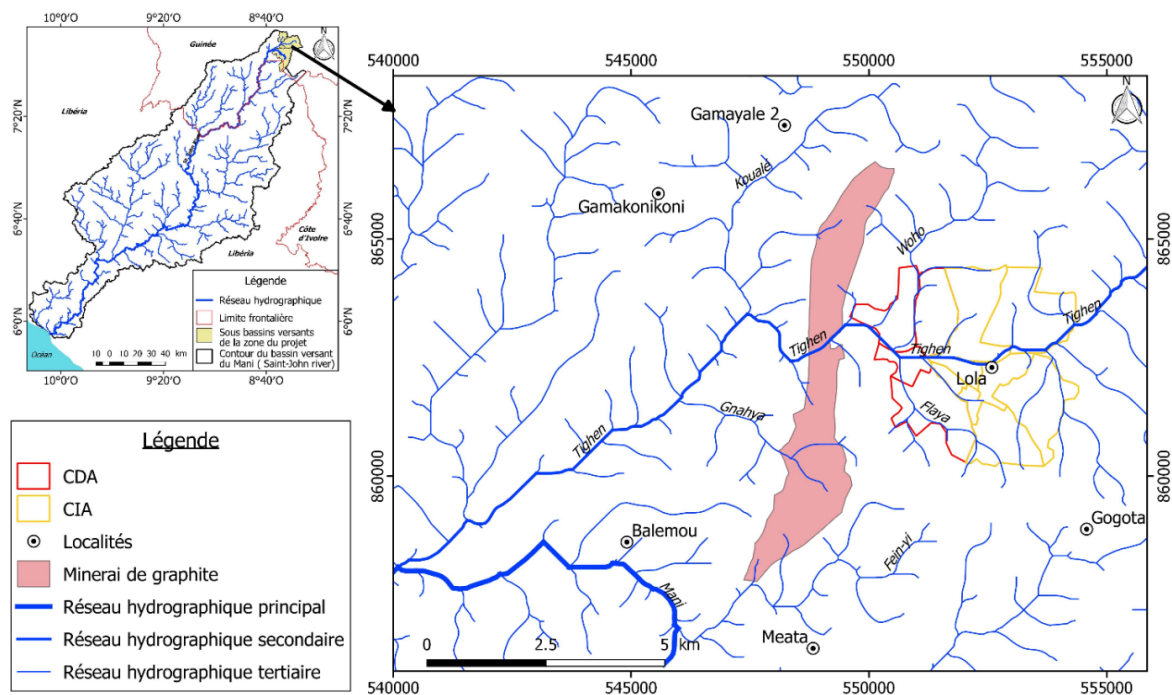 10°0'O 9°20'O 8°40'O
Guinée
N
Libéria
7°20'N
7°20'N
6°40'N
6°40'N
Côte
d'Ivoire
Libéria
6°0'N
6°0'N
Océan
10 0 10 20 30 40 km
Légende
Réseau hydrographique
Limite frontalière
Sous bassins versants
de la zone du projet
Contour du bassin versant
du Mani ( Saint-John river)
10°0'O 9°20'O 8°40'O
Légende
CDA
CIA
Localités
Minerai de graphite
Réseau hydrographique principal
Réseau hydrographique secondaire
Réseau hydrographique tertiaire
540000 545000 550000 555000
N
Gamayale 2
Koualé
Gamakonikoni
865000
865000
Woho
Tighen
Tighen
Tighen
Lola
Gnahya
Flaya
Tighen
860000
860000
Balemou
Gogota
Fein-yi
Mani
Meata
0 2.5 5 km
540000 545000 550000 555000